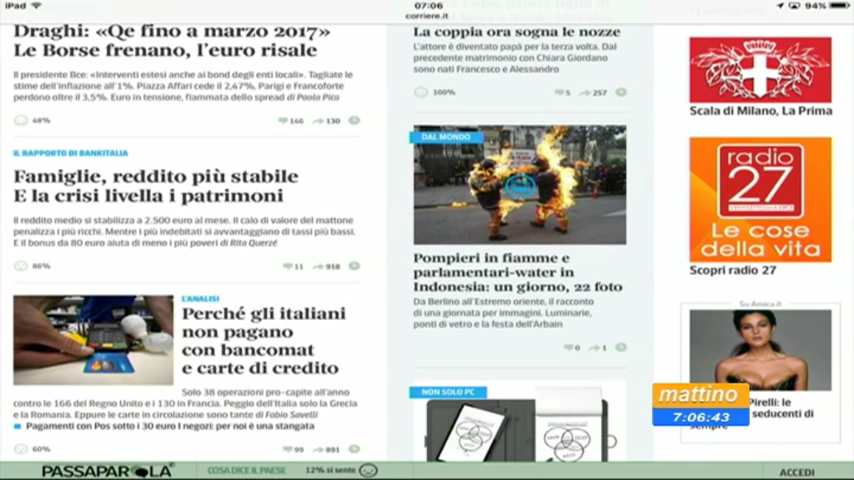 iPad
07:06
94%
corriere.it
Draghi: «Qe fino a marzo 2017»
Le Borse frenano, l'euro risale
Il presidente Bce: «Interventi estesi anche ai bond degli enti locali». Tagliate le
stime dell'inflazione all'1%. Piazza Affari cede il 2,47%, Parigi e Francoforte
perdono oltre il 3,5%. Euro in tensione, fiammata dello spread di Paola Pica
48%
166
130
IL RAPPORTO DI BANKITALIA
Famiglie, reddito più stabile
E la crisi livella i patrimoni
Il reddito medio si stabilizza a 2.500 euro al mese. Il calo di valore del mattone
penalizza i più ricchi. Mentre i più indebitati si avvantaggiano di tassi più bassi.
E il bonus da 80 euro aiuta di meno i più poveri di Rita Querzé
86%
11
918
L'ANALISI
Perché gli italiani
non pagano
con bancomat
e carte di credito
Solo 38 operazioni pro-capite all'anno
contro le 166 del Regno Unito e i 130 in Francia. Peggio dell'Italia solo la Grecia
e la Romania. Eppure le carte in circolazione sono tante di Fabio Savelli
Pagamenti con Pos sotto i 30 euro I negozi: per noi è una stangata
60%
99
891
La coppia ora sogna le nozze
L'attore è diventato papà per la terza volta. Dal
precedente matrimonio con Chiara Giordano
sono nati Francesco e Alessandro
100%
5
257
DAL MONDO
Pompieri in fiamme e
parlamentari-water in
Indonesia: un giorno, 22 foto
Da Berlino all'Estremo oriente, il racconto
di una giornata per immagini. Luminarie,
ponti di vetro e la festa dell'Arbain
0
1
NON SOLO PC
Scala di Milano, La Prima
radio
27
Le cose
della vita
Scopri radio 27
Su Amica.it
Pirelli: le
seducenti di
sempre
mattino
7:06:43
PASSAPAROLA
COSA DICE IL PAESE
12% si sente
ACCEDI